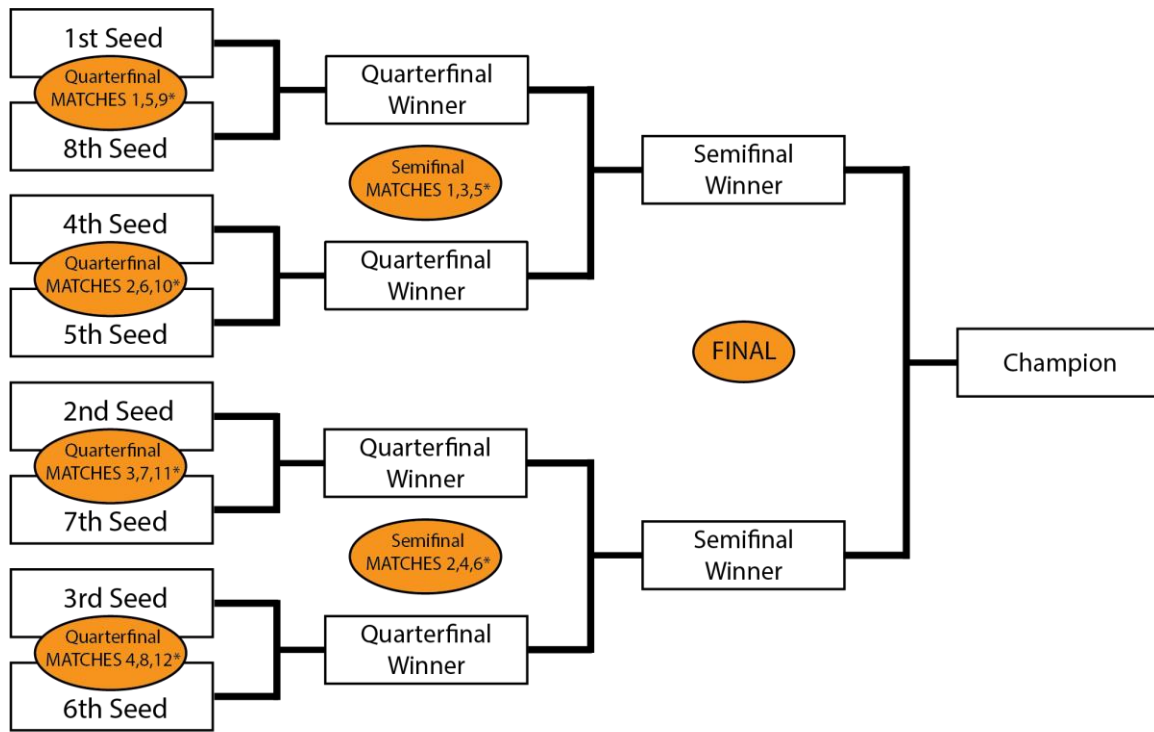 1st Seed
Quarterfinal
MATCHES 1,5,9*
8th Seed
4th Seed
Quarterfinal
MATCHES 2,6,10*
5th Seed
2nd Seed
Quarterfinal
MATCHES 3,7,11*
7th Seed
3rd Seed
Quarterfinal
MATCHES 4,8,12*
6th Seed
Quarterfinal
Winner
Semifinal
MATCHES 1,3,5*
Quarterfinal
Winner
Quarterfinal
Winner
Semifinal
MATCHES 2,4,6*
Quarterfinal
Winner
Semifinal
Winner
FINAL
Semifinal
Winner
Champion